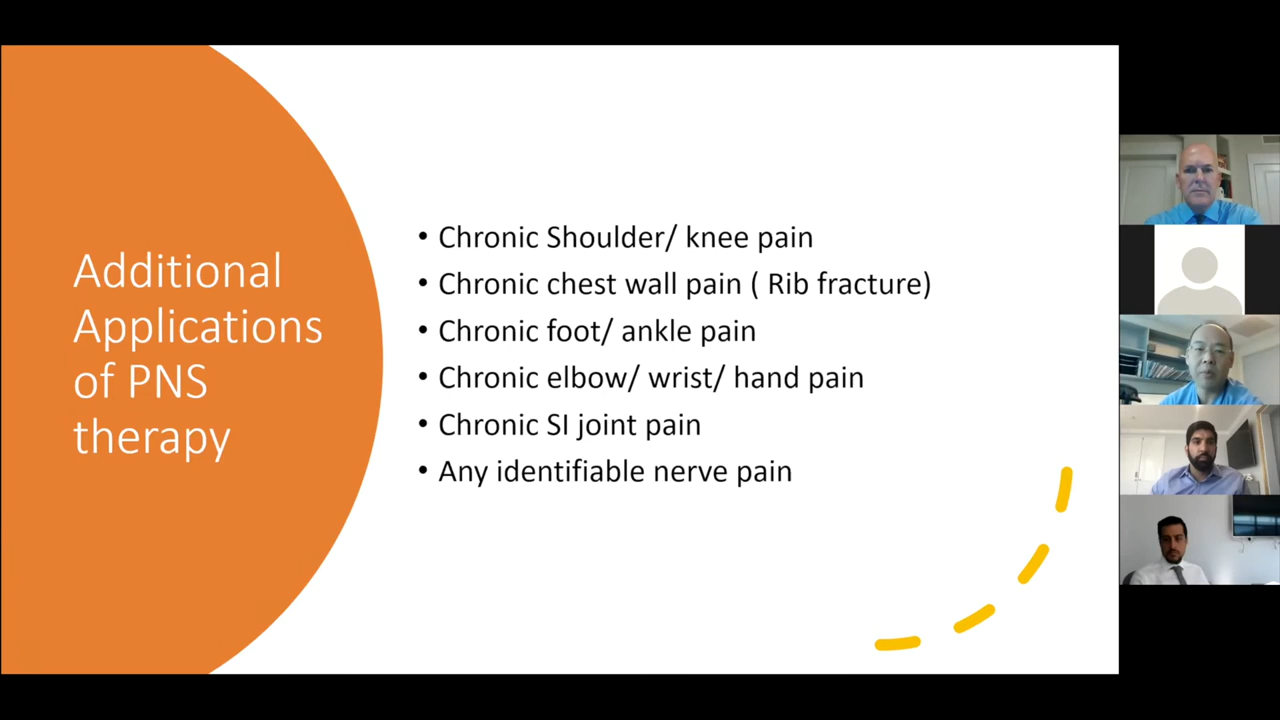 Additional
Applications
of PNS
therapy
• Chronic Shoulder/ knee pain
• Chronic chest wall pain ( Rib fracture)
• Chronic foot/ ankle pain
• Chronic elbow/ wrist/ hand pain
• Chronic SI joint pain
• Any identifiable nerve pain